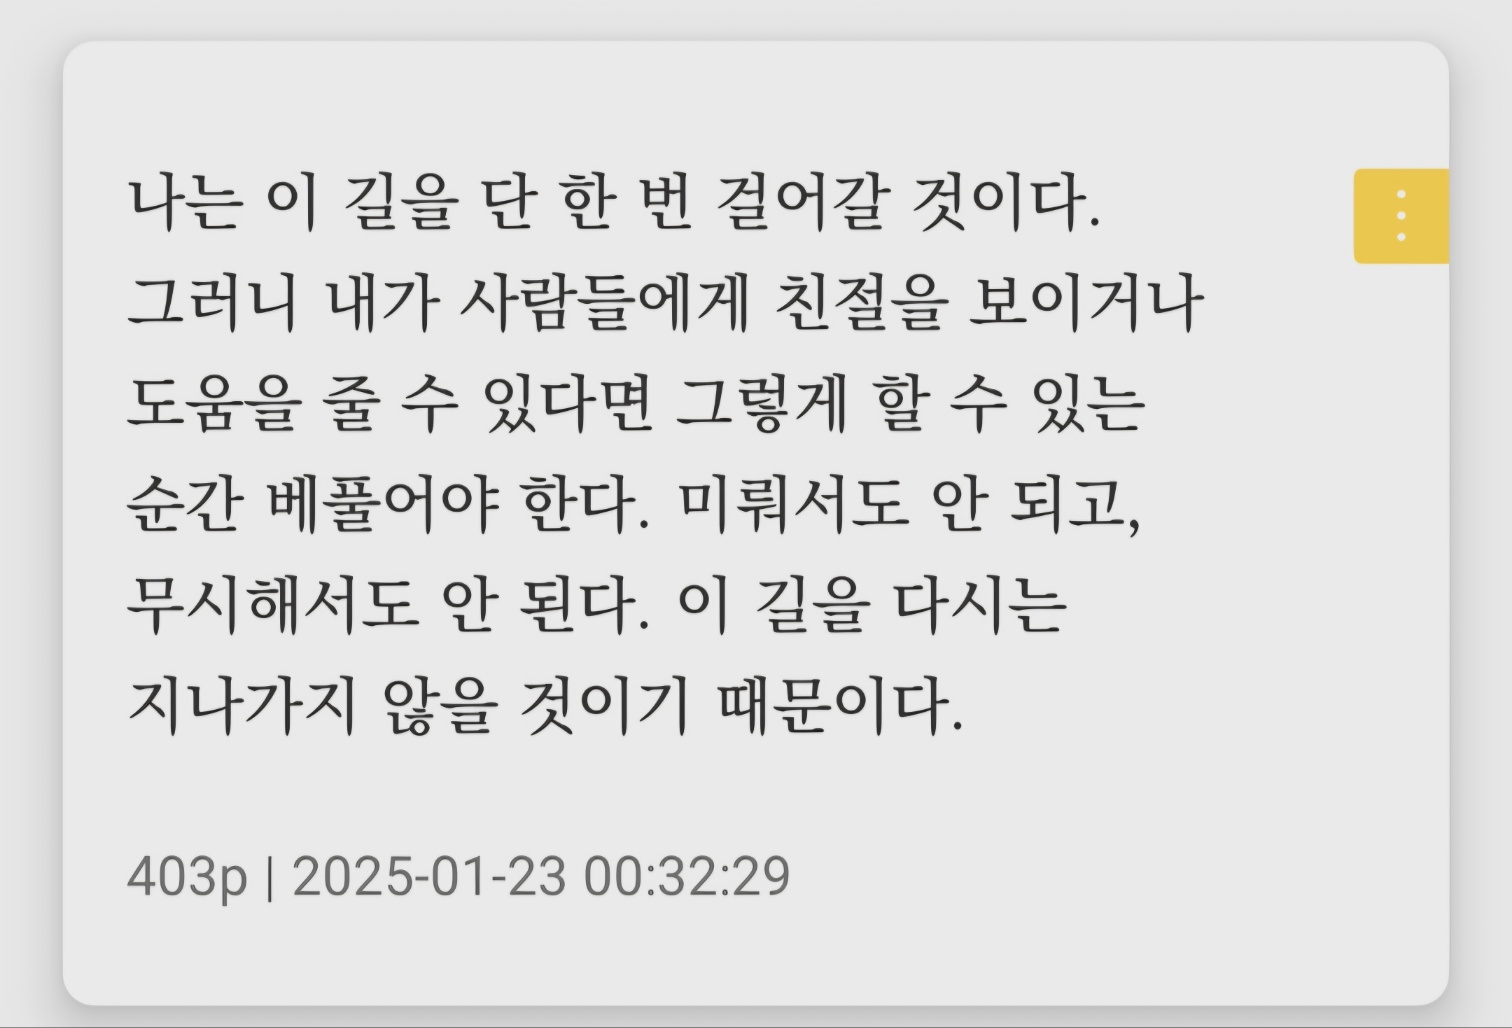 나는 이 길을 단 한 번 걸어갈 것이다.
그러니 내가 사람들에게 친절을 보이거나
도움을 줄 수 있다면 그렇게 할 수 있는
순간 베풀어야 한다. 미뤄서도 안 되고,
무시해서도 안 된다. 이 길을 다시는
지나가지 않을 것이기 때문이다.
403p | 2025-01-23 00:32:29